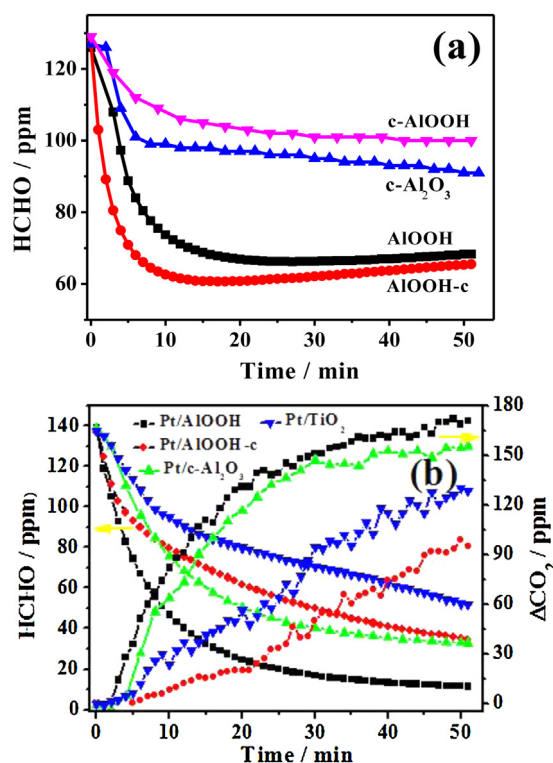 (a)
HCHO / ppm
120
100
80
60
c-AlOOH
c-Al2O3
AlOOH
AlOOH-c
0 10 20 30 40 50
Time / min
Pt/AlOOH Pt/TiO2
Pt/AlOOH-c
Pt/c-Al2O3
(b)
HCHO / ppm)
140
120
100
80
60
40
20
0
180
150
120
90
60
30
0
ΔCO2 / ppm
0 10 20 30 40 50
Time / min